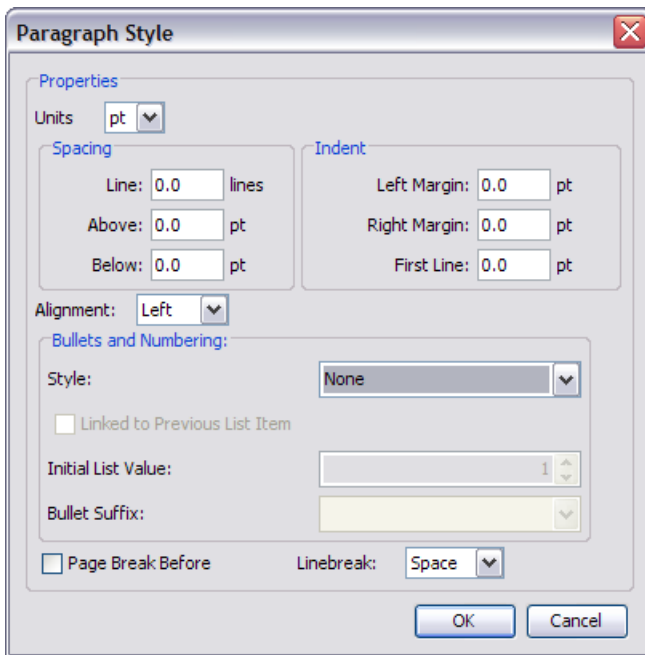 Paragraph Style
Properties
Units pt
Spacing
Line: 0.0 lines
Above: 0.0 pt
Below: 0.0 pt
Indent
Left Margin: 0.0 pt
Right Margin: 0.0 pt
First Line: 0.0 pt
Alignment: Left
Bullets and Numbering:
Style: None
Linked to Previous List Item
Initial List Value: 1
Bullet Suffix:
Page Break Before Linebreak: Space
OK Cancel